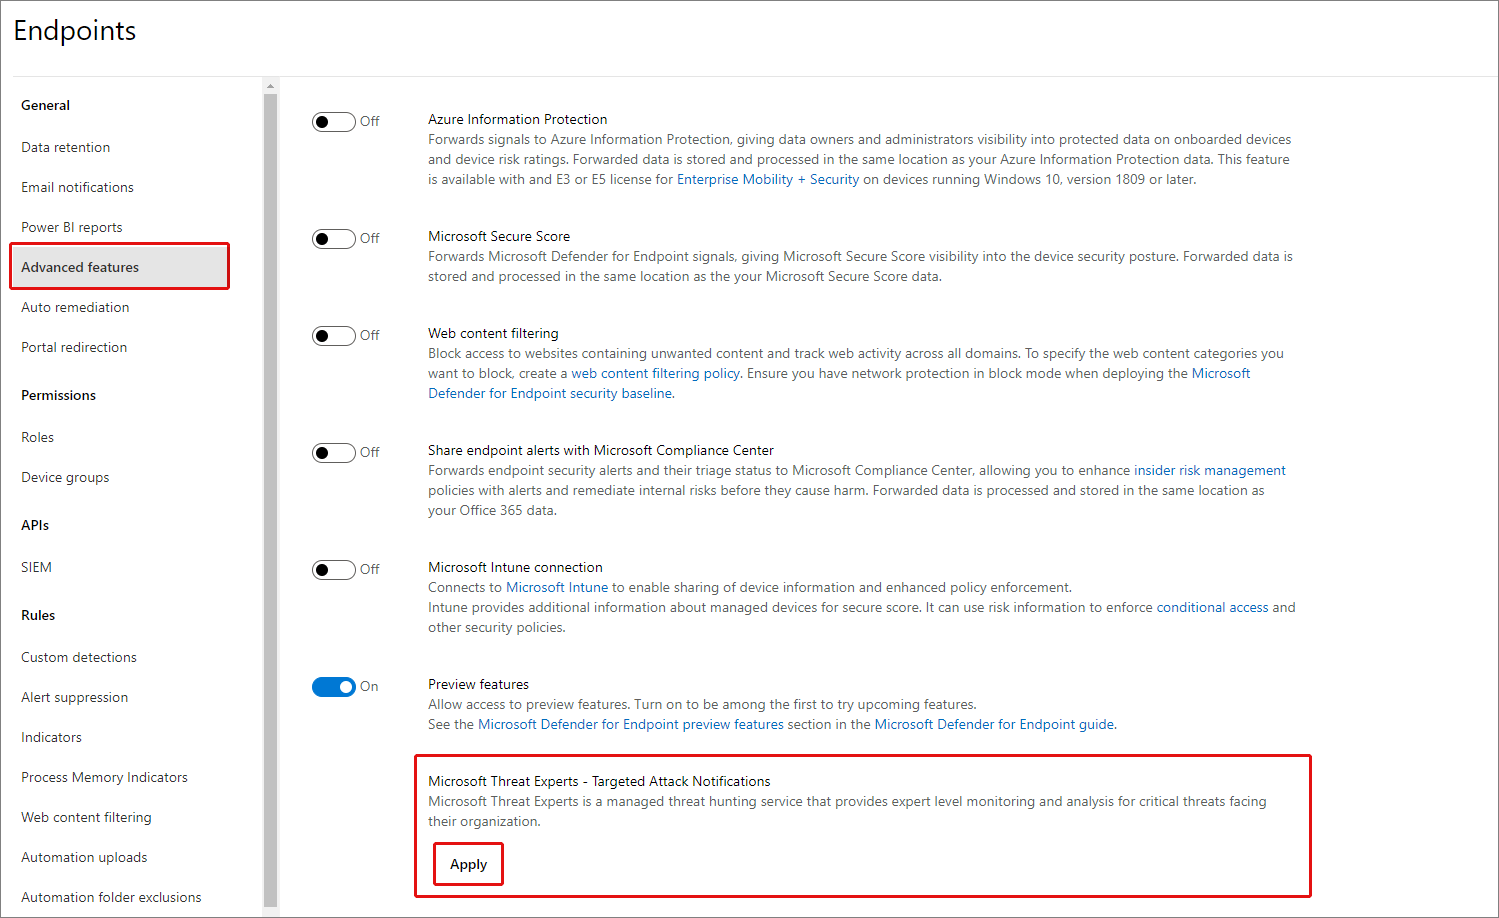 Endpoints
General
Data retention
Email notifications
Power BI reports
Advanced features
Auto remediation
Portal redirection
Permissions
Roles
Device groups
APIs
SIEM
Rules
Custom detections
Alert suppression
Indicators
Process Memory Indicators
Web content filtering
Automation uploads
Automation folder exclusions
Off
Azure Information Protection
Forwards signals to Azure Information Protection, giving data owners and administrators visibility into protected data on onboarded devices
and device risk ratings. Forwarded data is stored and processed in the same location as your Azure Information Protection data. This feature
is available with and E3 or E5 license for Enterprise Mobility + Security on devices running Windows 10, version 1809 or later.
Off
Microsoft Secure Score
Forwards Microsoft Defender for Endpoint signals, giving Microsoft Secure Score visibility into the device security posture. Forwarded data is
stored and processed in the same location as the your Microsoft Secure Score data.
Off
Web content filtering
Block access to websites containing unwanted content and track web activity across all domains. To specify the web content categories you
want to block, create a web content filtering policy. Ensure you have network protection in block mode when deploying the Microsoft
Defender for Endpoint security baseline.
Off
Share endpoint alerts with Microsoft Compliance Center
Forwards endpoint security alerts and their triage status to Microsoft Compliance Center, allowing you to enhance insider risk management
policies with alerts and remediate internal risks before they cause harm. Forwarded data is processed and stored in the same location as
your Office 365 data.
Off
Microsoft Intune connection
Connects to Microsoft Intune to enable sharing of device information and enhanced policy enforcement.
Intune provides additional information about managed devices for secure score. It can use risk information to enforce conditional access and
other security policies.
On
Preview features
Allow access to preview features. Turn on to be among the first to try upcoming features.
See the Microsoft Defender for Endpoint preview features section in the Microsoft Defender for Endpoint guide.
Microsoft Threat Experts - Targeted Attack Notifications
Microsoft Threat Experts is a managed threat hunting service that provides expert level monitoring and analysis for critical threats facing
their organization.
Apply